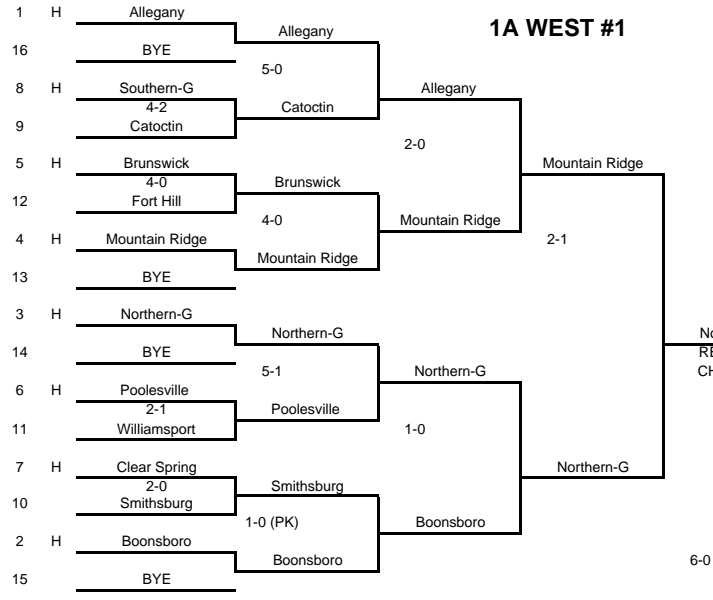 1A WEST #1
1 H Allegany
Allegany
16 BYE
5-0
8 H Southern-G
Allegany
4-2
Catoctin
9 Catoctin
2-0
5 H Brunswick
Mountain Ridge
4-0
Brunswick
12 Fort Hill
4-0
Mountain Ridge
4 H Mountain Ridge
2-1
Mountain Ridge
13 BYE
3 H Northern-G
Northern-G
14 BYE
5-1
Northern-G
6 H Poolesville
2-1
Poolesville
11 Williamsport
1-0
7 H Clear Spring
Northern-G
2-0
Smithsburg
10 Smithsburg
1-0 (PK)
Boonsboro
2 H Boonsboro
Boonsboro
6-0
15 BYE